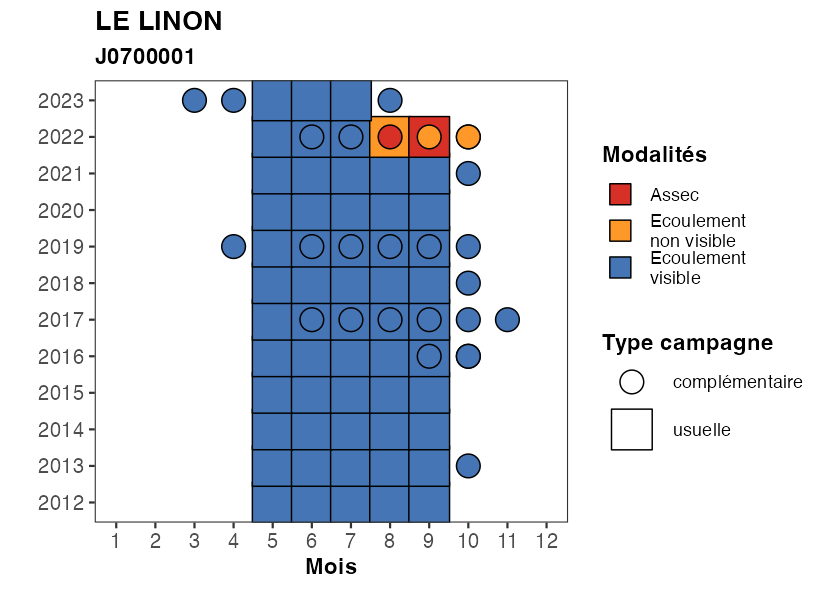 LE LINON
J0700001
2023
2022
2021
2020
2019
2018
2017
2016
2015
2014
2013
2012
1 2 3 4 5 6 7 8 9 10 11 12
Mois
Modalités
Assec
Ecoulement
non visible
Ecoulement
visible
Type campagne
complémentaire
usuelle